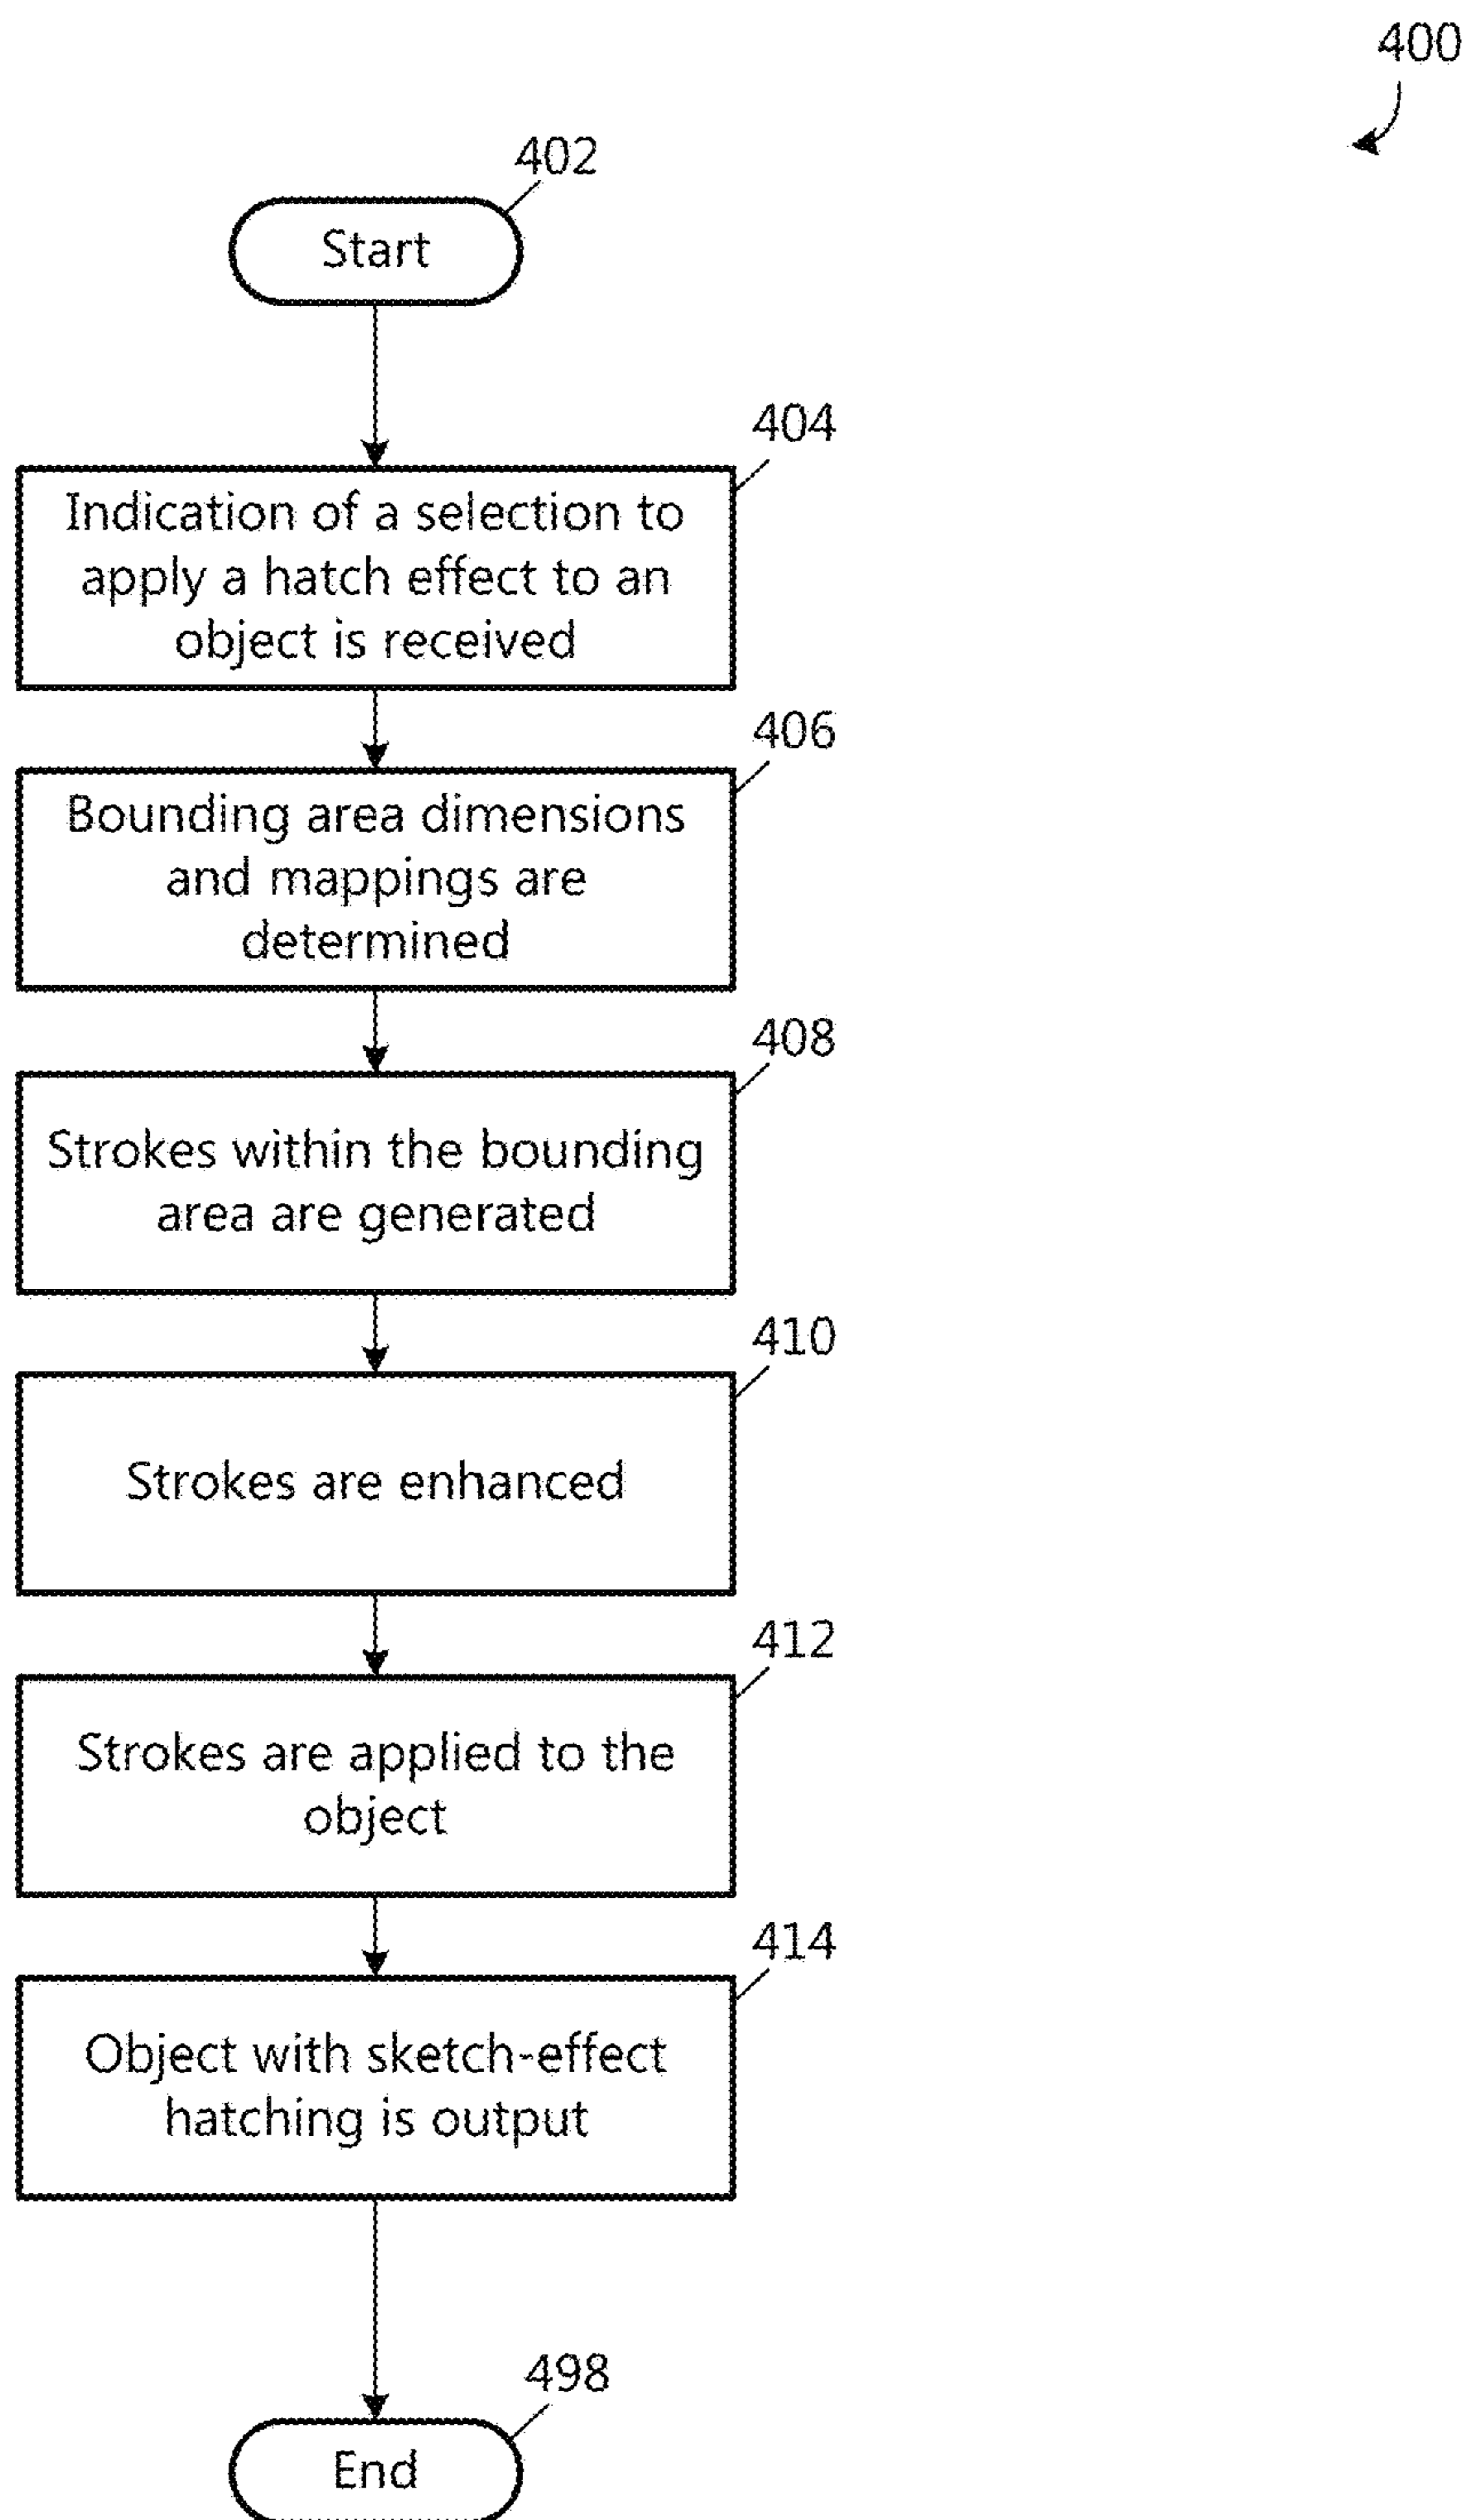 400
402
Start
404
Indication of a selection to
apply a hatch effect to an
object is received
406
Bounding area dimensions
and mappings are
determined
408
Strokes within the bounding
area are generated
410
Strokes are enhanced
412
Strokes are applied to the
object
414
Object with sketch-effect
hatching is output
498
End